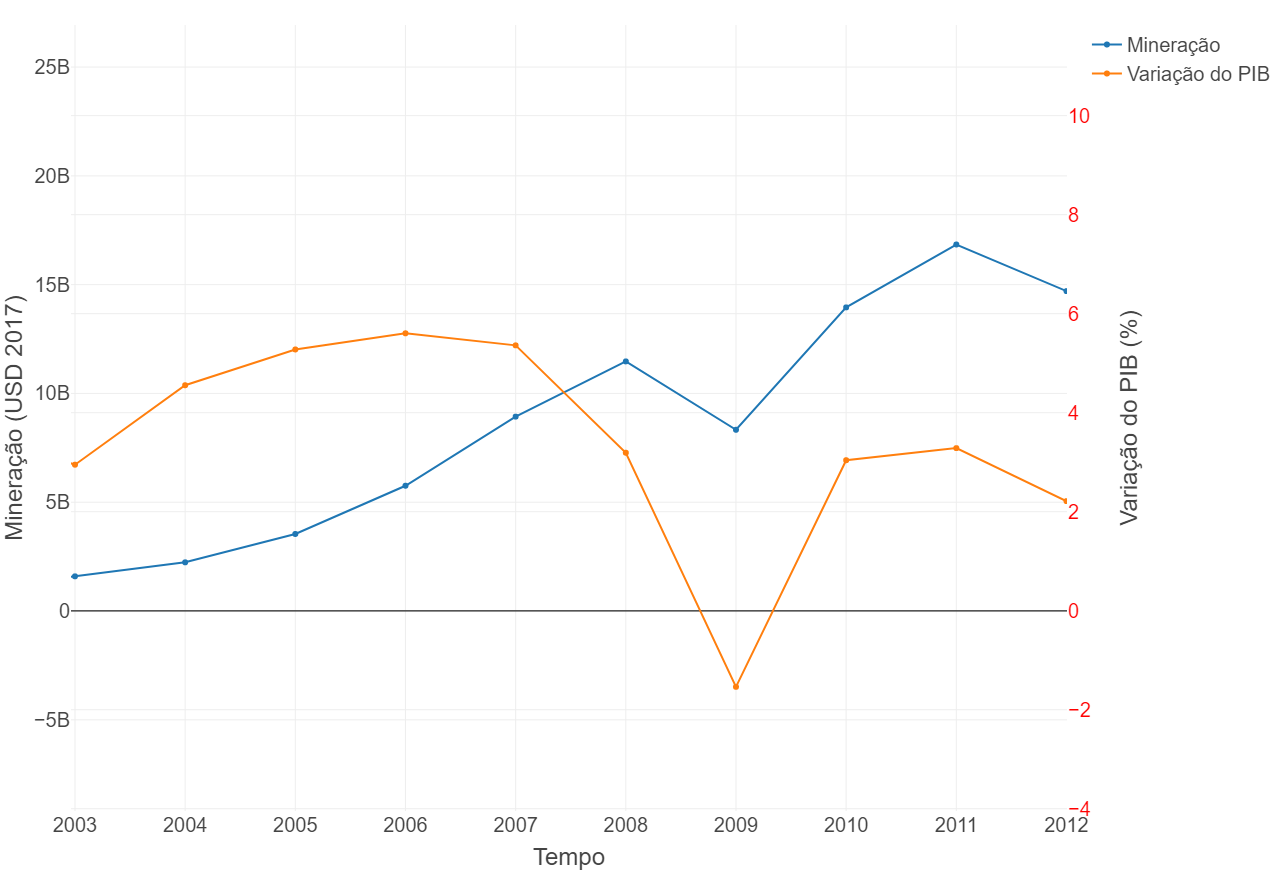 Mineração
Variação do PIB
25B
20B
15B
10B
5B
0
−5B
Mineração (USD 2017)
10
8
6
4
2
0
−2
−4
Variação do PIB (%)
2003 2004 2005 2006 2007 2008 2009 2010 2011 2012
Tempo